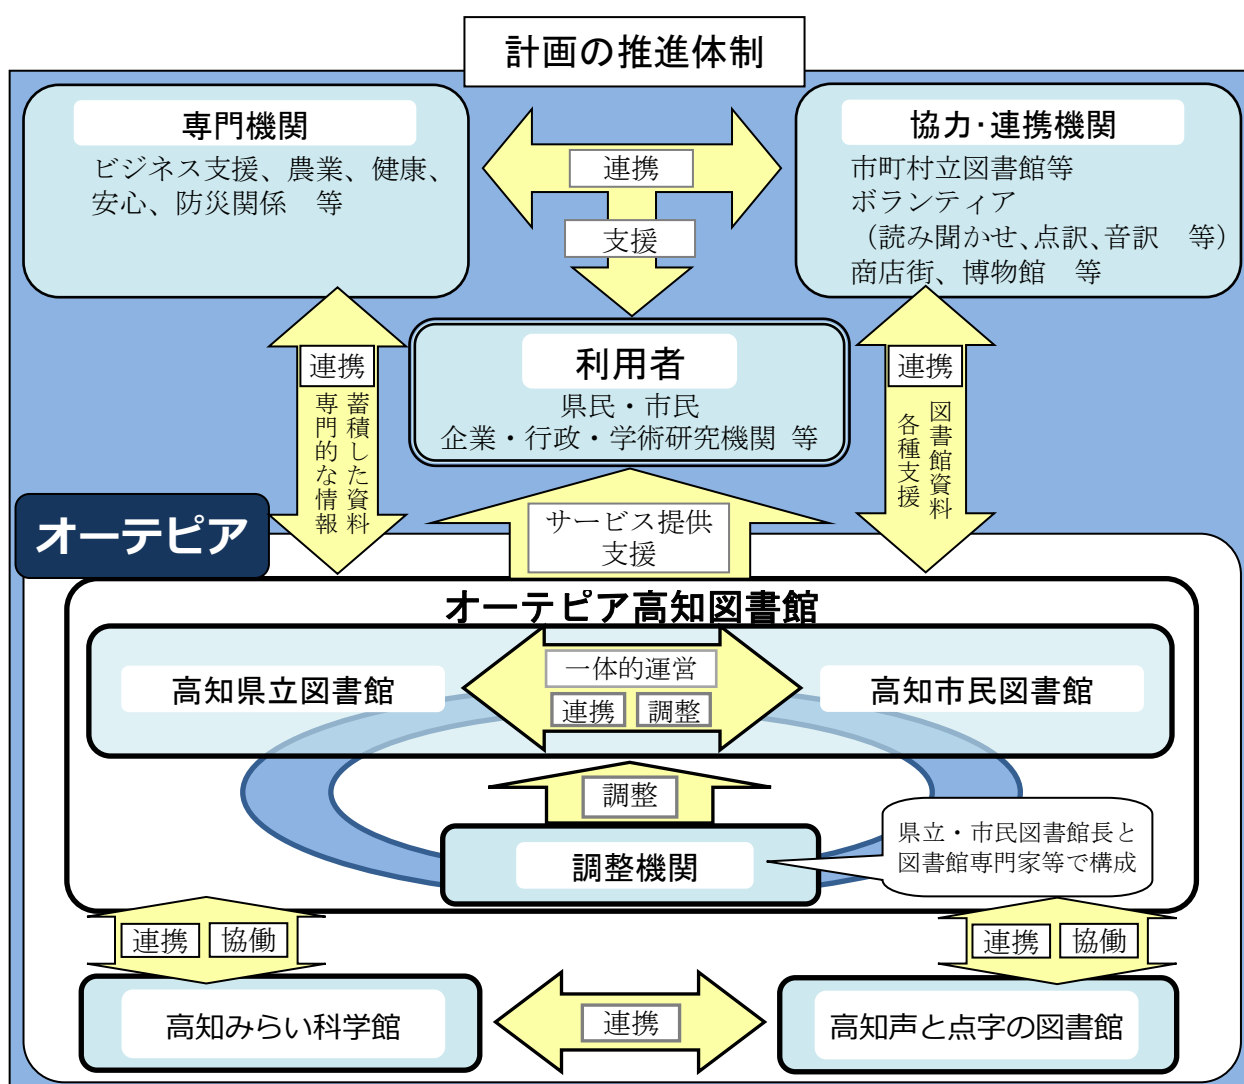 計画の推進体制
専門機関
ビジネス支援、農業、健康、
安心、防災関係　等
連携
支援
協力・連携機関
市町村立図書館等
ボランティア
（読み聞かせ、点訳、音訳　等）
商店街、博物館　等
利用者
県民・市民
企業・行政・学術研究機関 等
連携
蓄積した資料
専門的な情報
連携
図書館資料
各種支援
サービス提供
支援
オーテピア
オーテピア高知図書館
高知県立図書館
一体的運営
連携
調整
高知市民図書館
調整
調整機関
県立・市民図書館長と
図書館専門家等で構成
連携
協働
連携
協働
高知みらい科学館
連携
高知声と点字の図書館